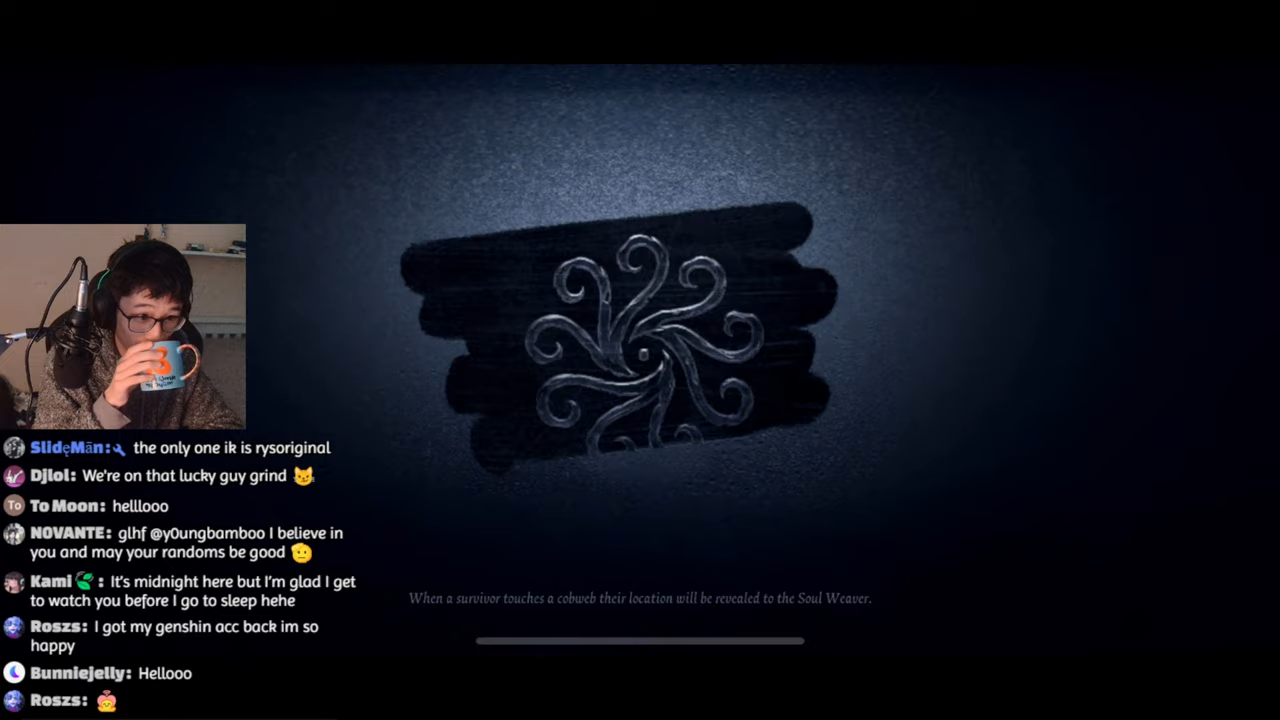 SlidęMān: the only one ik is rysoriginal
Djlol: We're on that lucky guy grind
To To Moon: helllooo
NOVANTE: glhf @y0ungbamboo I believe in
you and may your randoms be good
Kami: It's midnight here but I'm glad I get
to watch you before I go to sleep hehe
Roszs: I got my genshin acc back im so
happy
Bunniejelly: Hellooo
Roszs:
When a survivor touches a cobweb their location will be revealed to the Soul Weaver.